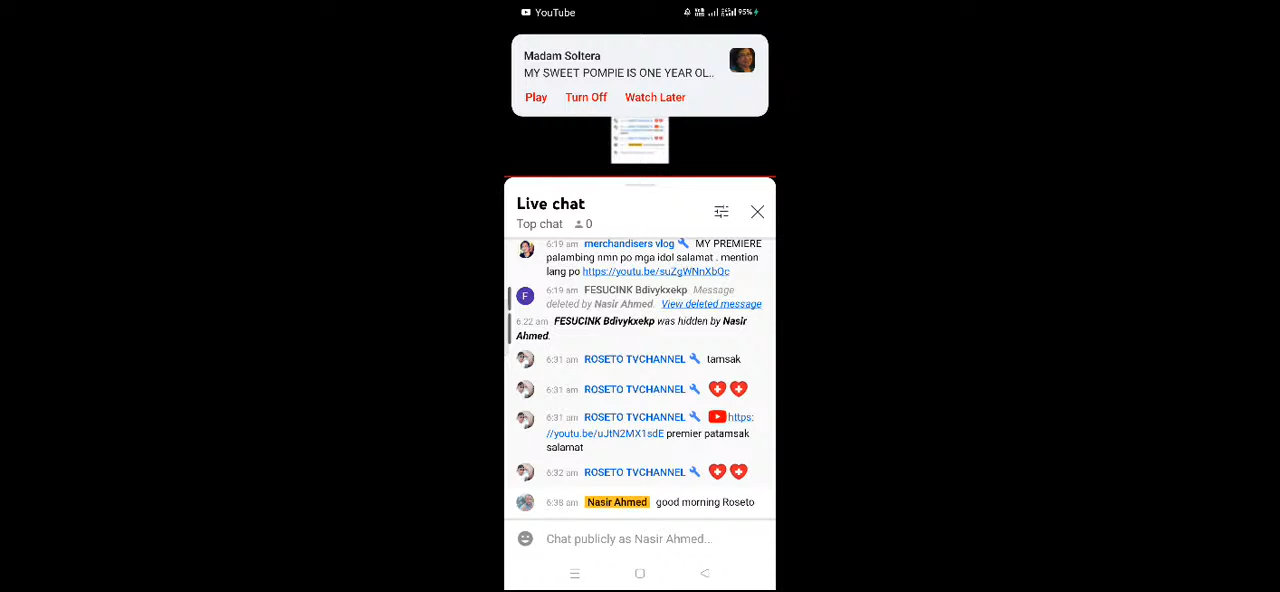 YouTube
95%
Madam Soltera
MY SWEET POMPIE IS ONE YEAR OL..
Play Turn Off Watch Later
Live chat
Top chat 0
6:19 am merchandisers vlog MY PREMIERE
palambing nmn po mga idol salamat . mention
lang po https://youtu.be/suZgWNnXbQc
F 6:19 am FESUCINK Bdivykxekp Message
deleted by Nasir Ahmed. View deleted message
6:22 am FESUCINK Bdivykxekp was hidden by Nasir
Ahmed.
6:31 am ROSETO TVCHANNEL tamsak
6:31 am ROSETO TVCHANNEL
6:31 am ROSETO TVCHANNEL https:
//youtu.be/uJtN2MX1sdE premier patamsak
salamat
6:32 am ROSETO TVCHANNEL
6:38 am Nasir Ahmed good morning Roseto
Chat publicly as Nasir Ahmed...